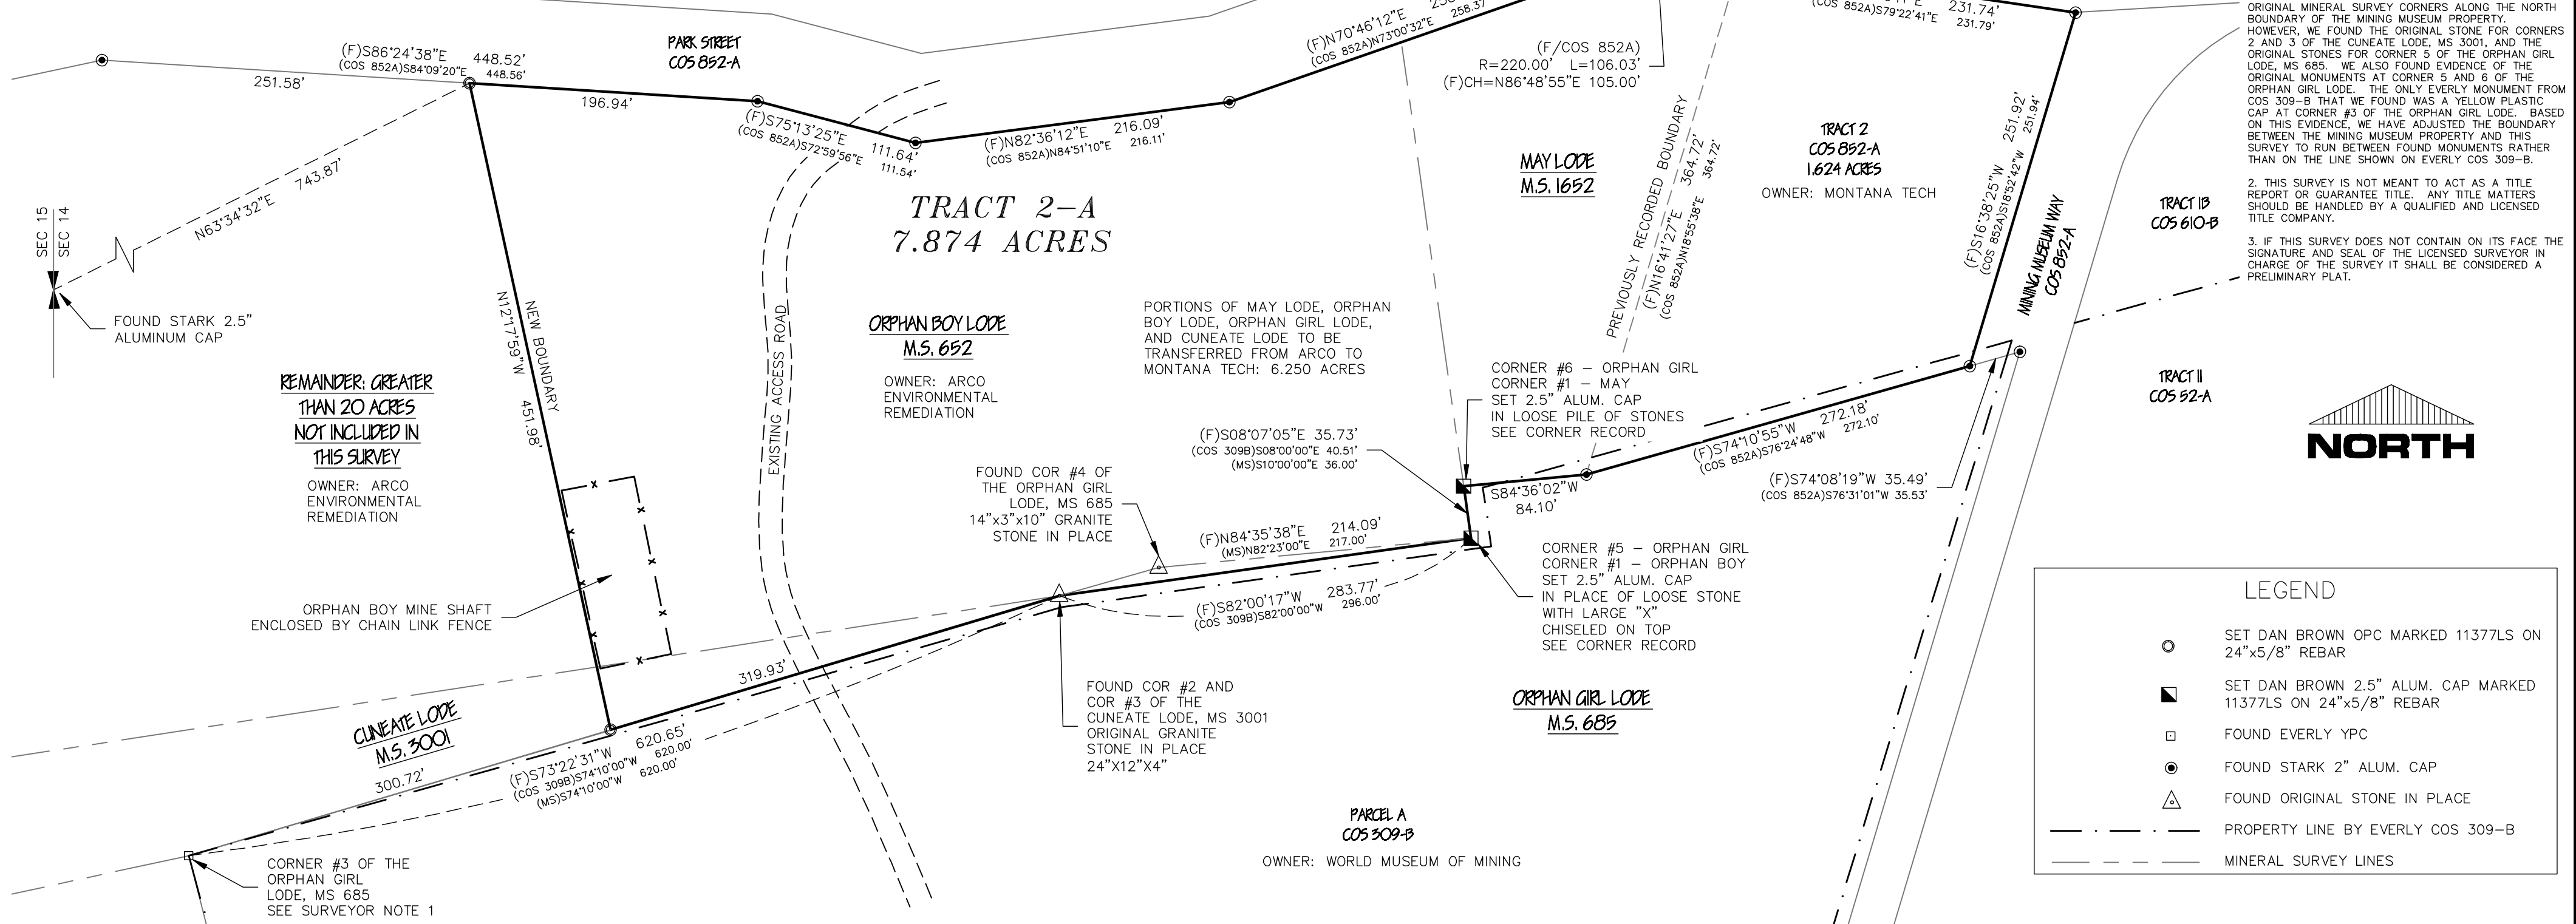 (F)S86°24'38"E 448.52'
(COS 852A)S84°09'20"E 448.56'
251.58'
196.94'
PARK STREET
COS 852-A
(F)S75°13'25"E 111.64'
(COS 852A)S72°59'56"E 111.54'
(F)N82°36'12"E 216.09'
(COS 852A)N84°51'10"E 216.11'
(F)N70°46'12"E
(COS 852A)N73°00'32"E 258.37'
(F/COS 852A)
R=220.00' L=106.03'
(F)CH=N86°48'55"E 105.00'
231.74'
(COS 852A)S79°22'41"E 231.79'
N63°34'32"E 743.87'
SEC 15
SEC 14
FOUND STARK 2.5"
ALUMINUM CAP
TRACT 2-A
7.874 ACRES
MAY LODE
M.S. 1652
PREVIOUSLY RECORDED BOUNDARY
(F)N16°41'27"E 364.72'
(COS 852A)N18°55'38"E 364.72'
TRACT 2
COS 852-A
1.624 ACRES
OWNER: MONTANA TECH
(F)S16°38'25"W 251.92'
(COS 852A)S18°52'42"W 251.94'
MINING MUSEUM WAY
COS 852-A
TRACT 1B
COS 610-B
TRACT 11
COS 52-A
ORIGINAL MINERAL SURVEY CORNERS ALONG THE NORTH
BOUNDARY OF THE MINING MUSEUM PROPERTY.
HOWEVER, WE FOUND THE ORIGINAL STONE FOR CORNERS
2 AND 3 OF THE CUNEATE LODE, MS 3001, AND THE
ORIGINAL STONES FOR CORNER 5 OF THE ORPHAN GIRL
LODE, MS 685. WE ALSO FOUND EVIDENCE OF THE
ORIGINAL MONUMENTS AT CORNER 5 AND 6 OF THE
ORPHAN GIRL LODE. THE ONLY EVERLY MONUMENT FROM
COS 309-B THAT WE FOUND WAS A YELLOW PLASTIC
CAP AT CORNER #3 OF THE ORPHAN GIRL LODE. BASED
ON THIS EVIDENCE, WE HAVE ADJUSTED THE BOUNDARY
BETWEEN THE MINING MUSEUM PROPERTY AND THIS
SURVEY TO RUN BETWEEN FOUND MONUMENTS RATHER
THAN ON THE LINE SHOWN ON EVERLY COS 309-B.
2. THIS SURVEY IS NOT MEANT TO ACT AS A TITLE
REPORT OR GUARANTEE TITLE. ANY TITLE MATTERS
SHOULD BE HANDLED BY A QUALIFIED AND LICENSED
TITLE COMPANY.
3. IF THIS SURVEY DOES NOT CONTAIN ON ITS FACE THE
SIGNATURE AND SEAL OF THE LICENSED SURVEYOR IN
CHARGE OF THE SURVEY IT SHALL BE CONSIDERED A
PRELIMINARY PLAT.
NORTH
NEW BOUNDARY
N12°17'59"W 451.98'
REMAINDER: GREATER
THAN 20 ACRES
NOT INCLUDED IN
THIS SURVEY
OWNER: ARCO
ENVIRONMENTAL
REMEDIATION
EXISTING ACCESS ROAD
ORPHAN BOY LODE
M.S. 652
OWNER: ARCO
ENVIRONMENTAL
REMEDIATION
PORTIONS OF MAY LODE, ORPHAN
BOY LODE, ORPHAN GIRL LODE,
AND CUNEATE LODE TO BE
TRANSFERRED FROM ARCO TO
MONTANA TECH: 6.250 ACRES
CORNER #6 - ORPHAN GIRL
CORNER #1 - MAY
SET 2.5" ALUM. CAP
IN LOOSE PILE OF STONES
SEE CORNER RECORD
(F)S08°07'05"E 35.73'
(COS 309B)S08°00'00"E 40.51'
(MS)S10°00'00"E 36.00'
FOUND COR #4 OF
THE ORPHAN GIRL
LODE, MS 685
14"x3"x10" GRANITE
STONE IN PLACE
S84°36'02"W
84.10'
(F)S74°10'55"W 272.18'
(COS 852A)S76°24'48"W 272.10'
(F)S74°08'19"W 35.49'
(COS 852A)S76°31'01"W 35.53'
(F)N84°35'38"E 214.09'
(MS)N82°23'00"E 217.00'
(F)S82°00'17"W 283.77'
(COS 309B)S82°00'00"W 296.00'
CORNER #5 - ORPHAN GIRL
CORNER #1 - ORPHAN BOY
SET 2.5" ALUM. CAP
IN PLACE OF LOOSE STONE
WITH LARGE "X"
CHISELED ON TOP
SEE CORNER RECORD
ORPHAN BOY MINE SHAFT
ENCLOSED BY CHAIN LINK FENCE
319.93'
FOUND COR #2 AND
COR #3 OF THE
CUNEATE LODE, MS 3001
ORIGINAL GRANITE
STONE IN PLACE
24"X12"X4"
ORPHAN GIRL LODE
M.S. 685
CUNEATE LODE
M.S. 3001
300.72'
(F)S73°22'31"W 620.65'
(COS 309B)S74°10'00"W 620.00'
(MS)S74°10'00"W 620.00'
CORNER #3 OF THE
ORPHAN GIRL
LODE, MS 685
SEE SURVEYOR NOTE 1
PARCEL A
COS 309-B
OWNER: WORLD MUSEUM OF MINING
LEGEND
SET DAN BROWN OPC MARKED 11377LS ON
24"x5/8" REBAR
SET DAN BROWN 2.5" ALUM. CAP MARKED
11377LS ON 24"x5/8" REBAR
FOUND EVERLY YPC
FOUND STARK 2" ALUM. CAP
FOUND ORIGINAL STONE IN PLACE
PROPERTY LINE BY EVERLY COS 309-B
MINERAL SURVEY LINES